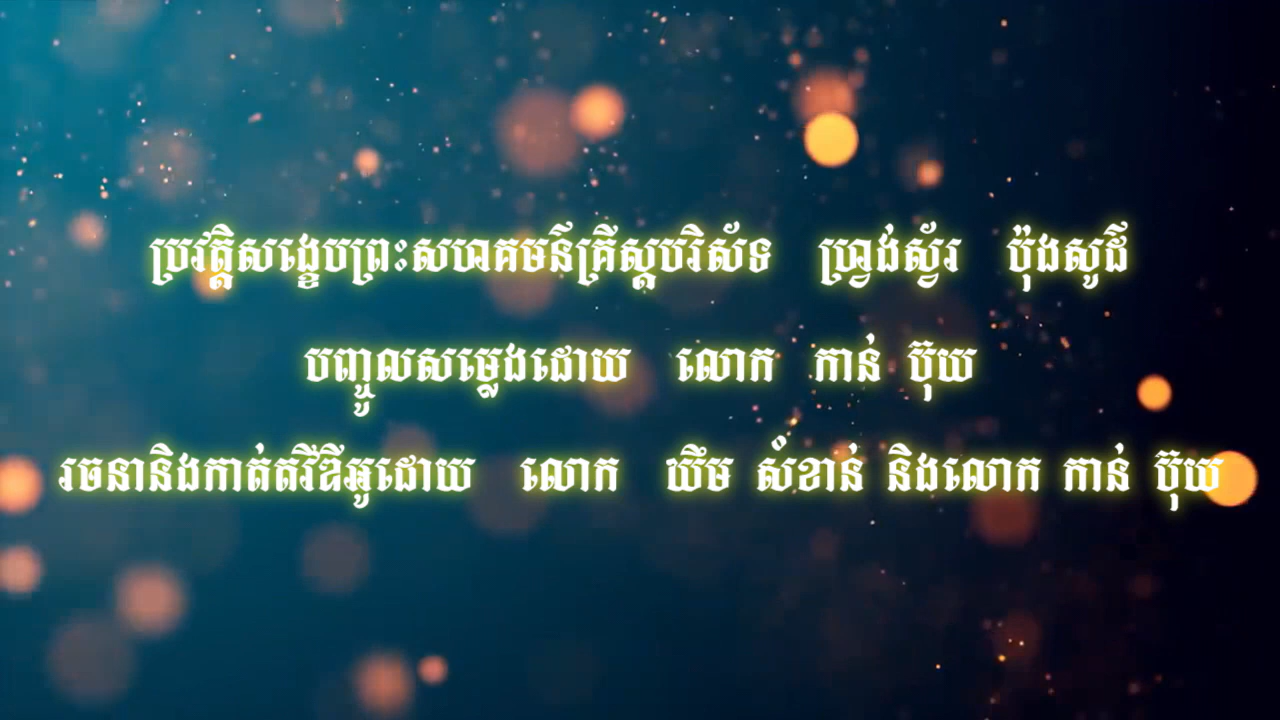 ប្រវត្តិសង្ខេបព្រះសហគមន៍គ្រីស្តបរិស័ទ ហ្វ្រង់ស្វ័រ ប៉ុងសូដ៍
បញ្ចូលសម្លេងដោយ លោក កាន់ ប៊ុយ
រចនានិងកាត់តវីឌីអូដោយ លោក ឃឹម សំខាន់ និងលោក កាន់ ប៊ុយ